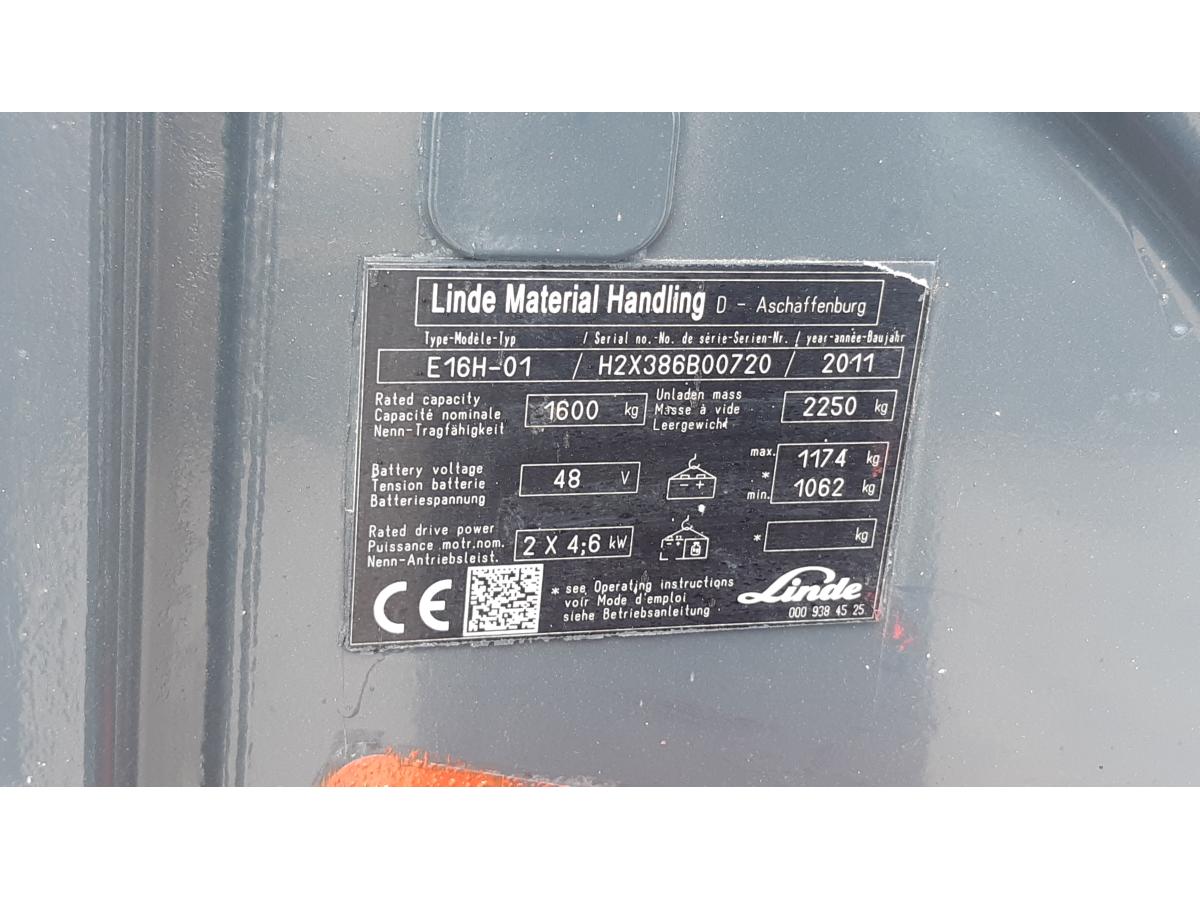 Linde Material Handling D - Aschaffenburg
Type-Modèle-Typ / Serial no.-No. de série-Serien-Nr. / year-année-Baujahr
E16H-01 / H2X386B00720 / 2011
Rated capacity
Capacité nominale
Nenn-Tragfähigkeit
1600 kg
Unladen mass
Masse à vide
Leergewicht
2250 kg
Battery voltage
Tension batterie
Batteriespannung
48 V
max. 1174 kg
*
min. 1062 kg
Rated drive power
Puissance motr.nom.
Nenn-Antriebsleist.
2 X 4;6 kW
* kg
CE
* see Operating instructions
voir Mode d'emploi
siehe Betriebsanleitung
Linde
000 938 45 25